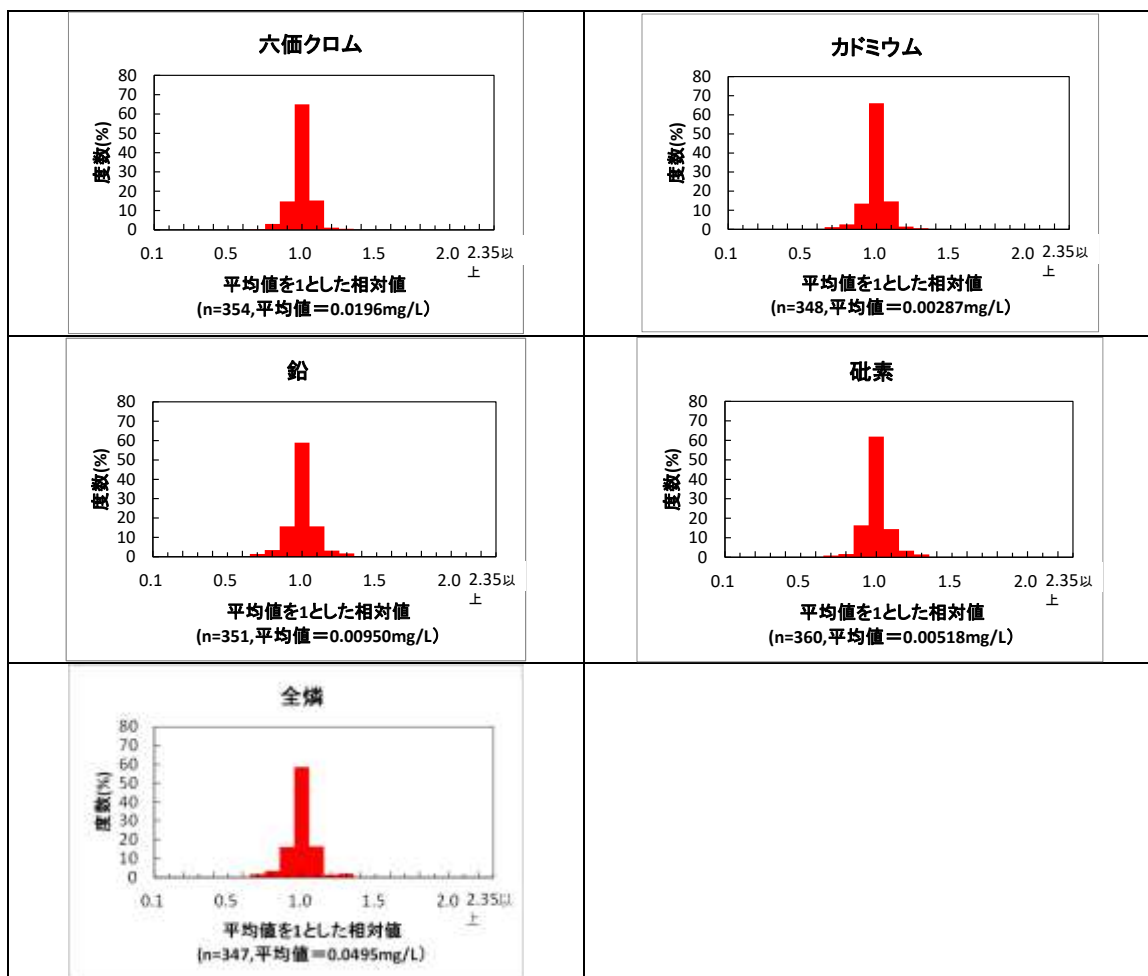 六価クロム
度数(%)
80
70
60
50
40
30
20
10
0
0.1 0.5 1.0 1.5 2.0 2.35以
上
平均値を1とした相対値
(n=354,平均値＝0.0196mg/L)
カドミウム
度数(%)
80
70
60
50
40
30
20
10
0
0.1 0.5 1.0 1.5 2.0 2.35以
上
平均値を1とした相対値
(n=348,平均値＝0.00287mg/L)
鉛
度数(%)
80
70
60
50
40
30
20
10
0
0.1 0.5 1.0 1.5 2.0 2.35以
上
平均値を1とした相対値
(n=351,平均値＝0.00950mg/L)
砒素
度数(%)
80
70
60
50
40
30
20
10
0
0.1 0.5 1.0 1.5 2.0 2.35以
上
平均値を1とした相対値
(n=360,平均値＝0.00518mg/L)
全燐
度数(%)
80
70
60
50
40
30
20
10
0
0.1 0.5 1.0 1.5 2.0 2.35以
上
平均値を1とした相対値
(n=347,平均値＝0.0495mg/L)